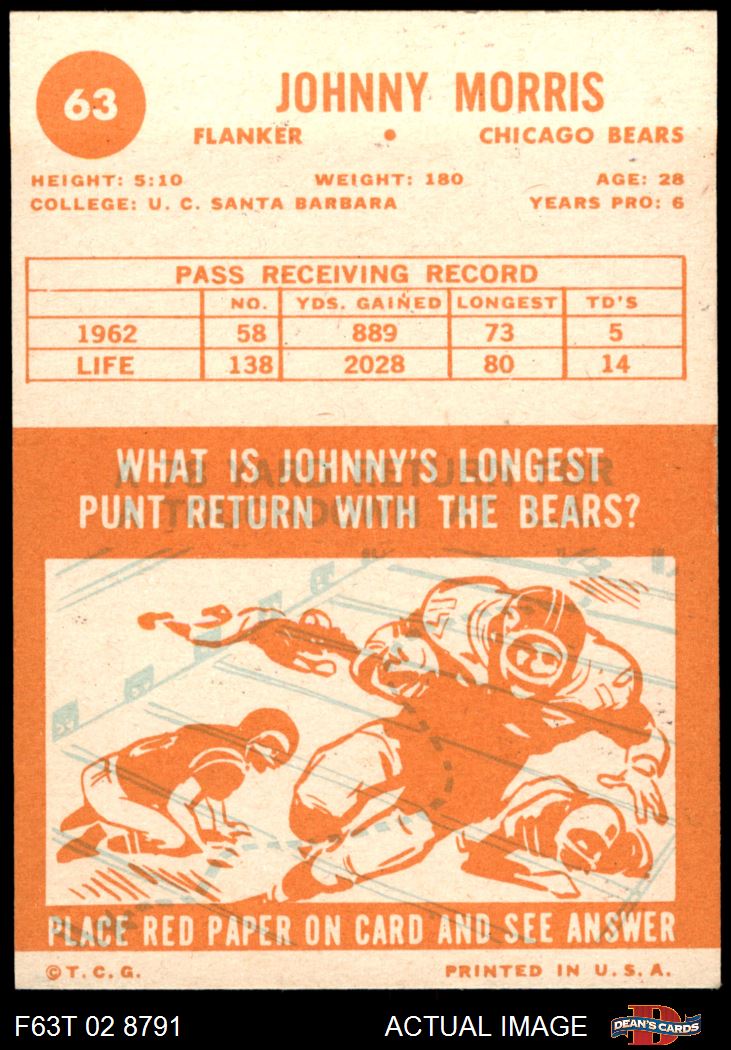 63
JOHNNY MORRIS
FLANKER • CHICAGO BEARS
HEIGHT: 5:10 WEIGHT: 180 AGE: 28
COLLEGE: U. C. SANTA BARBARA YEARS PRO: 6
PASS RECEIVING RECORD
NO. YDS. GAINED LONGEST TD'S
1962 58 889 73 5
LIFE 138 2028 80 14
WHAT IS JOHNNY'S LONGEST
PUNT RETURN WITH THE BEARS?
PLACE RED PAPER ON CARD AND SEE ANSWER
© T. C. G. PRINTED IN U. S. A.
F63T 02 8791 ACTUAL IMAGE DEAN'S CARDS